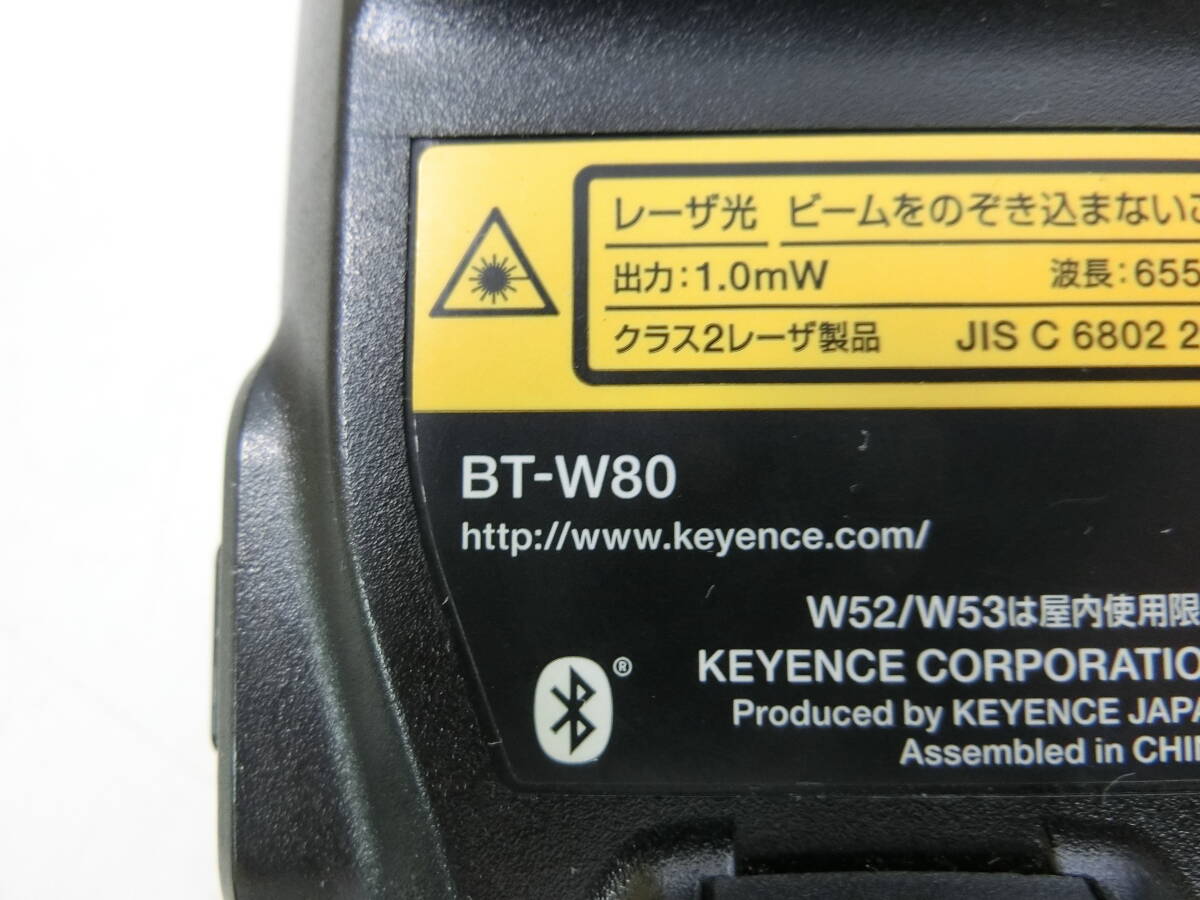 レーザ光 ビームをのぞき込まない
出力:1.0mW 波長:655
クラス2レーザ製品 JIS C 6802 2
BT-W80
http://www.keyence.com/
W52/W53は屋内使用限
®
KEYENCE CORPORATIO
Produced by KEYENCE JAPA
Assembled in CHI